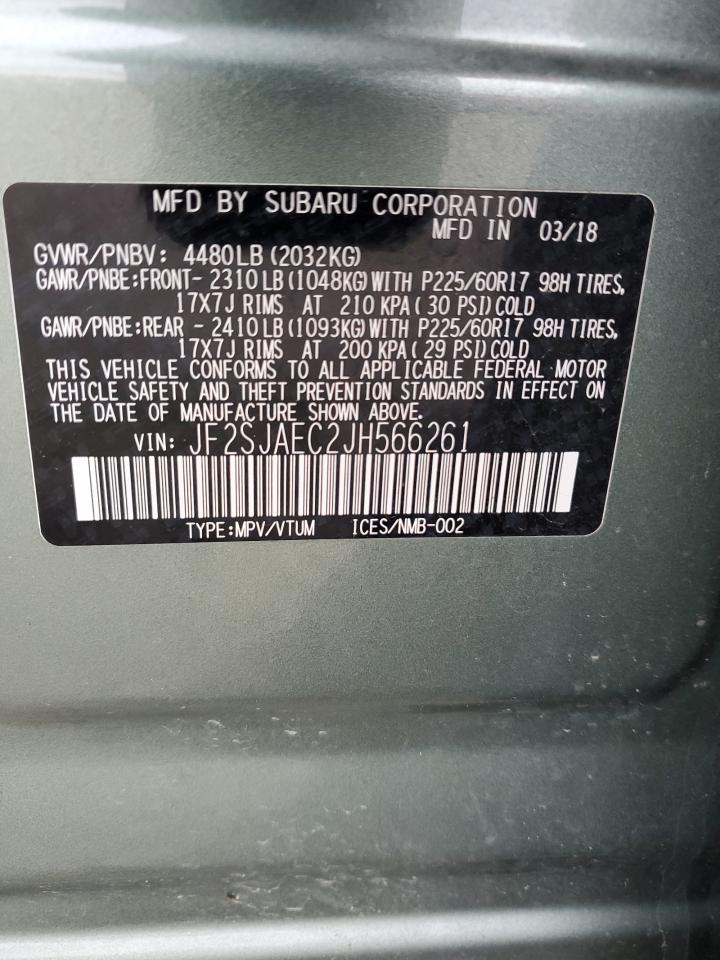 MFD BY SUBARU CORPORATION
MFD IN 03/18
GVWR/PNBV: 4480LB(2032KG)
GAWR/PNBE:FRONT- 2310LB(1048KG)WITH P225/60R17 98H TIRES,
17X7J RIMS AT 210 KPA( 30 PSI)COLD
GAWR/PNBE:REAR - 2410LB(1093KG)WITH P225/60R17 98H TIRES,
17X7J RIMS AT 200 KPA( 29 PSI)COLD
THIS VEHICLE CONFORMS TO ALL APPLICABLE FEDERAL MOTOR
VEHICLE SAFETY AND THEFT PREVENTION STANDARDS IN EFFECT ON
THE DATE OF MANUFACTURE SHOWN ABOVE.
VIN: JF2SJAEC2JH566261
TYPE:MPV/VTUM ICES/NMB-002